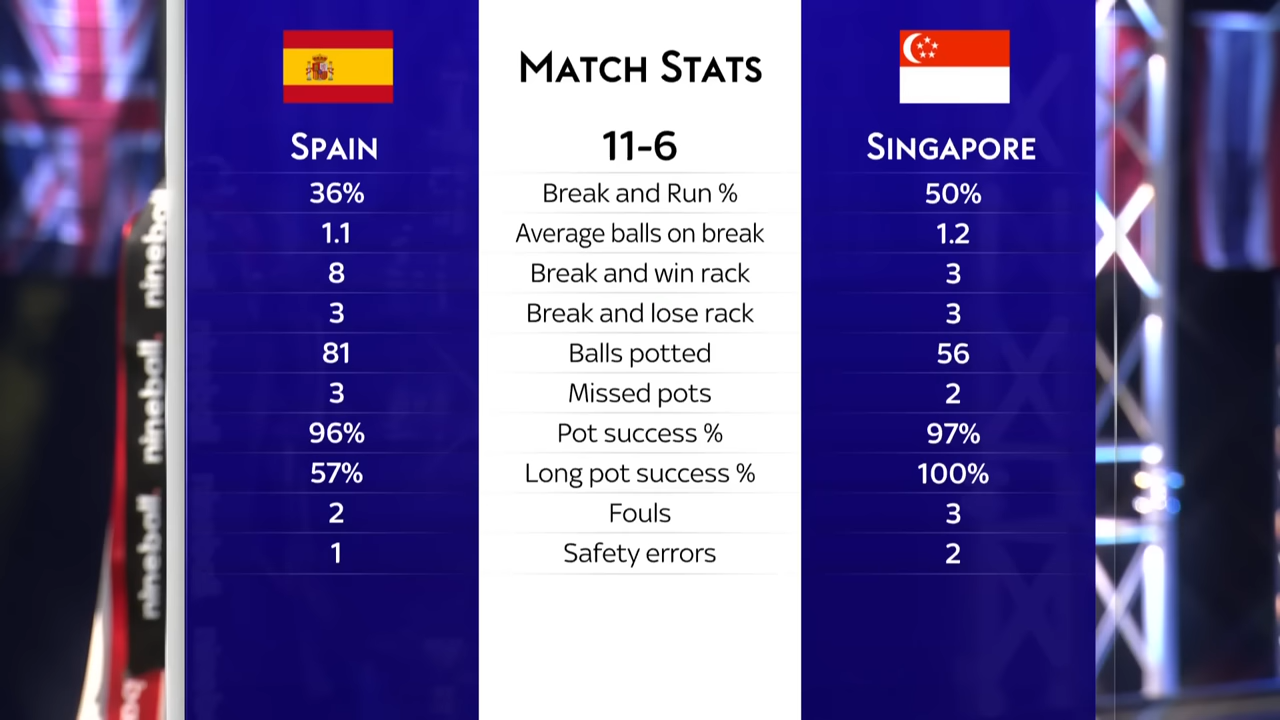 MATCH STATS
SPAIN 11-6 SINGAPORE
36% Break and Run % 50%
1.1 Average balls on break 1.2
8 Break and win rack 3
3 Break and lose rack 3
81 Balls potted 56
3 Missed pots 2
96% Pot success % 97%
57% Long pot success % 100%
2 Fouls 3
1 Safety errors 2
nineball
nineball.
nineball.